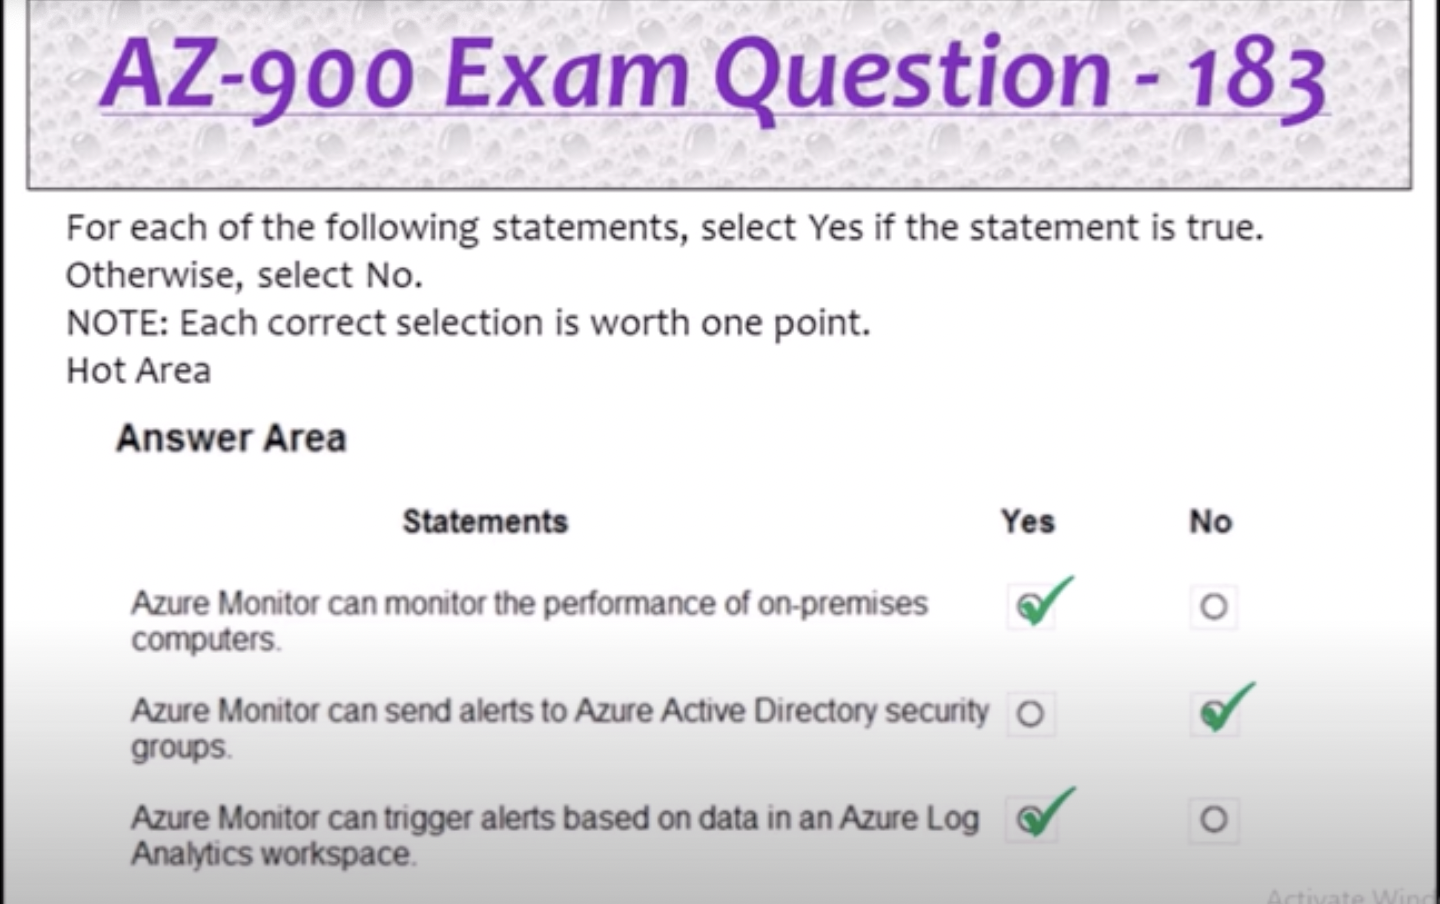 AZ-900 Exam Question - 183
For each of the following statements, select Yes if the statement is true.
Otherwise, select No.
NOTE: Each correct selection is worth one point.
Hot Area
Answer Area
Statements Yes No
Azure Monitor can monitor the performance of on-premises
computers.
Azure Monitor can send alerts to Azure Active Directory security
groups.
Azure Monitor can trigger alerts based on data in an Azure Log
Analytics workspace.
Activate Wind